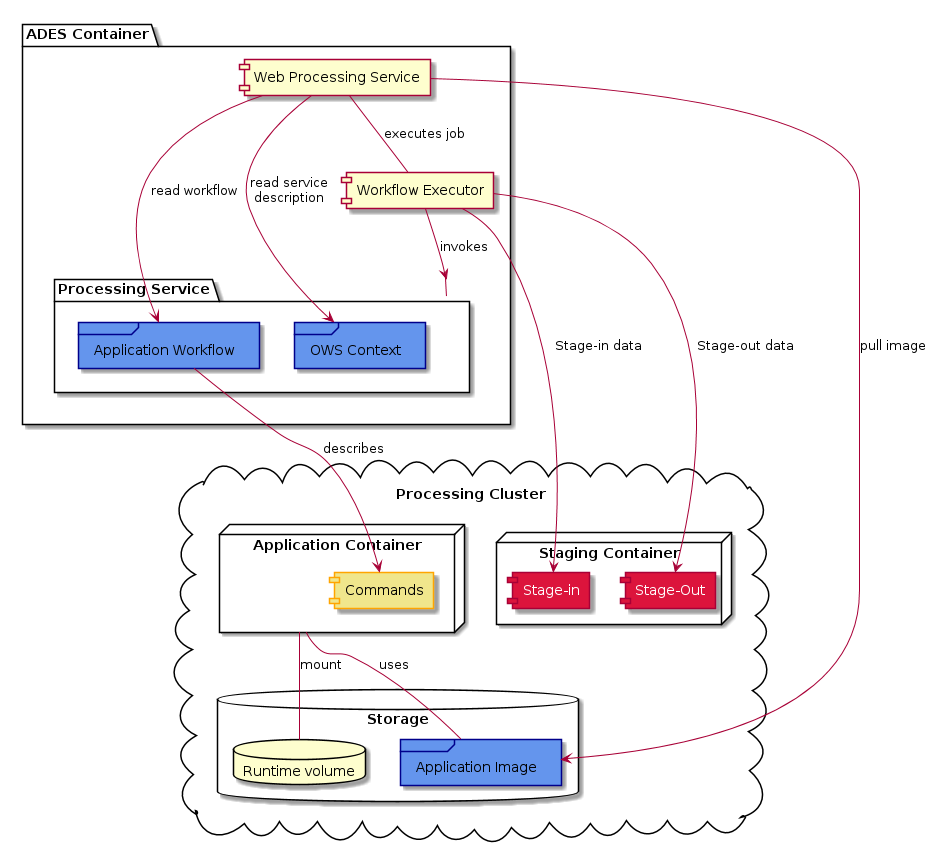 ADES Container
Web Processing Service
executes job
read workflow
read service
description
Workflow Executor
invokes
Processing Service
Application Workflow
OWS Context
Stage-in data
Stage-out data
pull image
describes
Processing Cluster
Application Container
Staging Container
Commands
Stage-in
Stage-Out
mount
uses
Storage
Runtime volume
Application Image